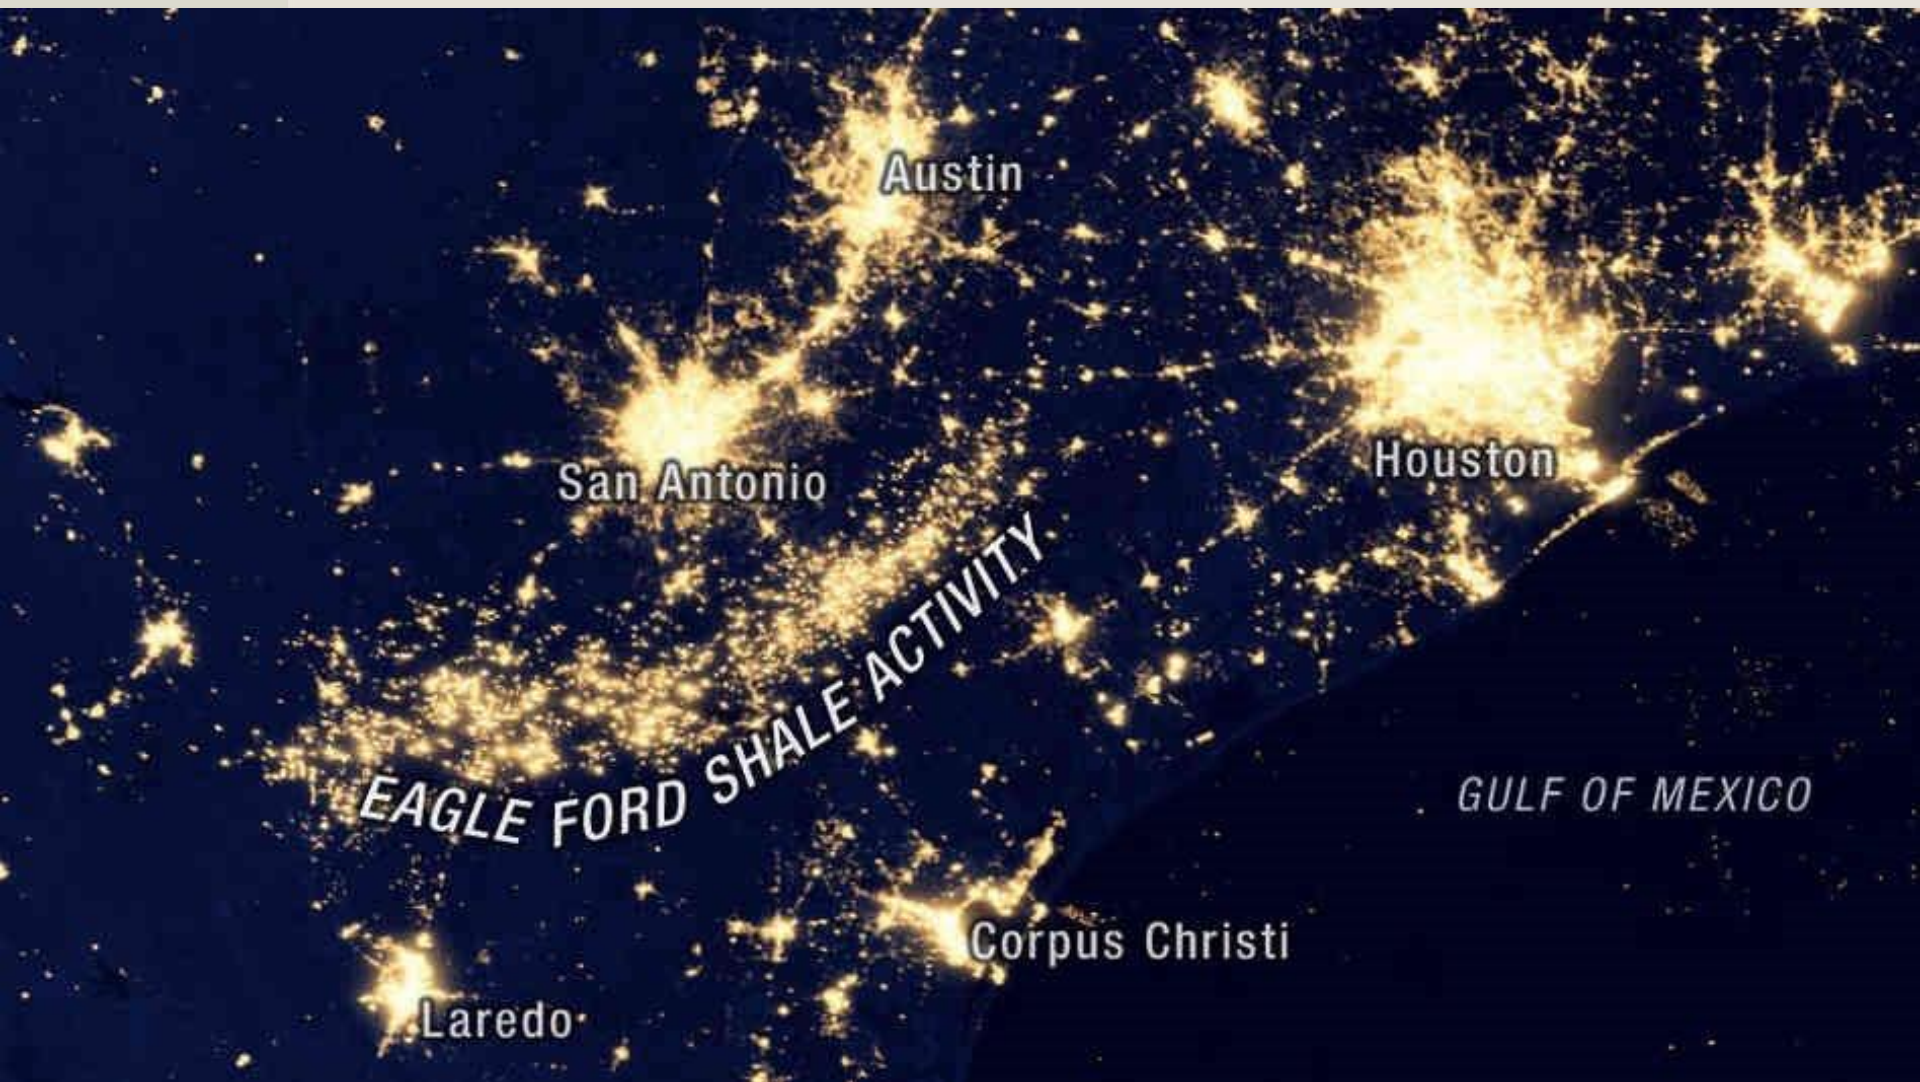 Austin
Houston
San Antonio
EAGLE FORD SHALE ACTIVITY
GULF OF MEXICO
Corpus Christi
Laredo